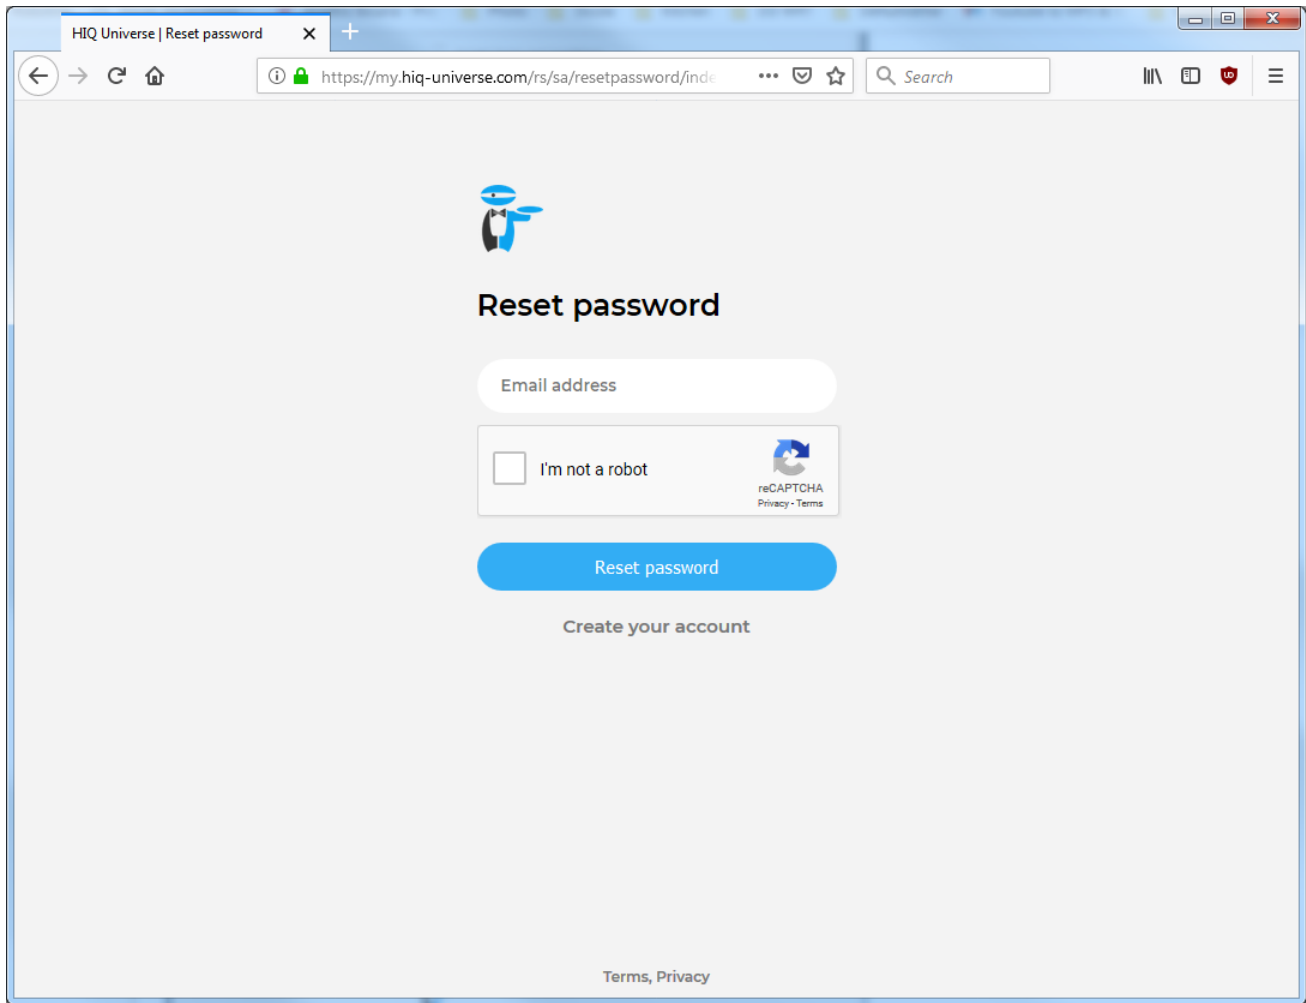 HIQ Universe | Reset password
https://my.hiq-universe.com/rs/sa/resetpassword/inde
Search
Reset password
Email address
I'm not a robot
reCAPTCHA
Privacy - Terms
Reset password
Create your account
Terms, Privacy